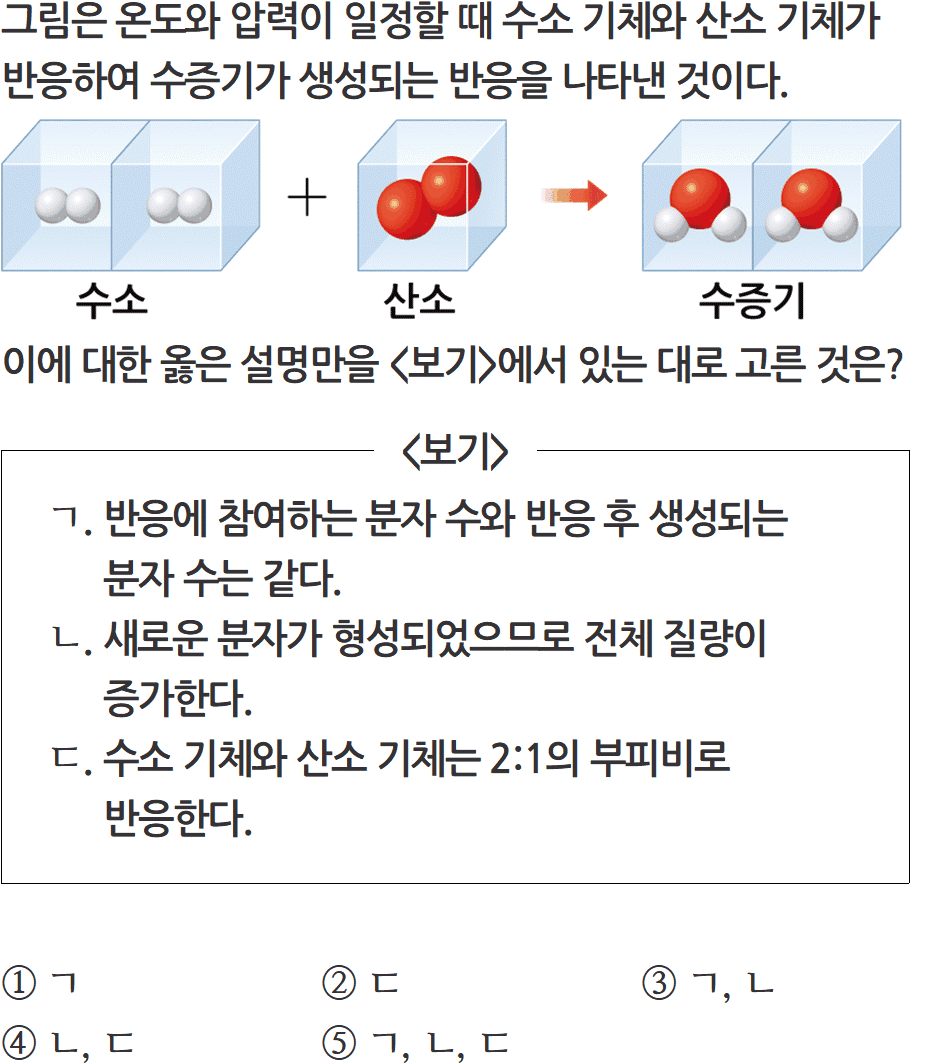 그림은 온도와 압력이 일정할 때 수소 기체와 산소 기체가
반응하여 수증기가 생성되는 반응을 나타낸 것이다.
+
수소 산소 수증기
이에 대한 옳은 설명만을 <보기>에서 있는 대로 고른 것은?
<보기>
ㄱ. 반응에 참여하는 분자 수와 반응 후 생성되는
분자 수는 같다.
ㄴ. 새로운 분자가 형성되었으므로 전체 질량이
증가한다.
ㄷ. 수소 기체와 산소 기체는 2:1의 부피비로
반응한다.
① ㄱ ② ㄷ ③ ㄱ, ㄴ
④ ㄴ, ㄷ ⑤ ㄱ, ㄴ, ㄷ